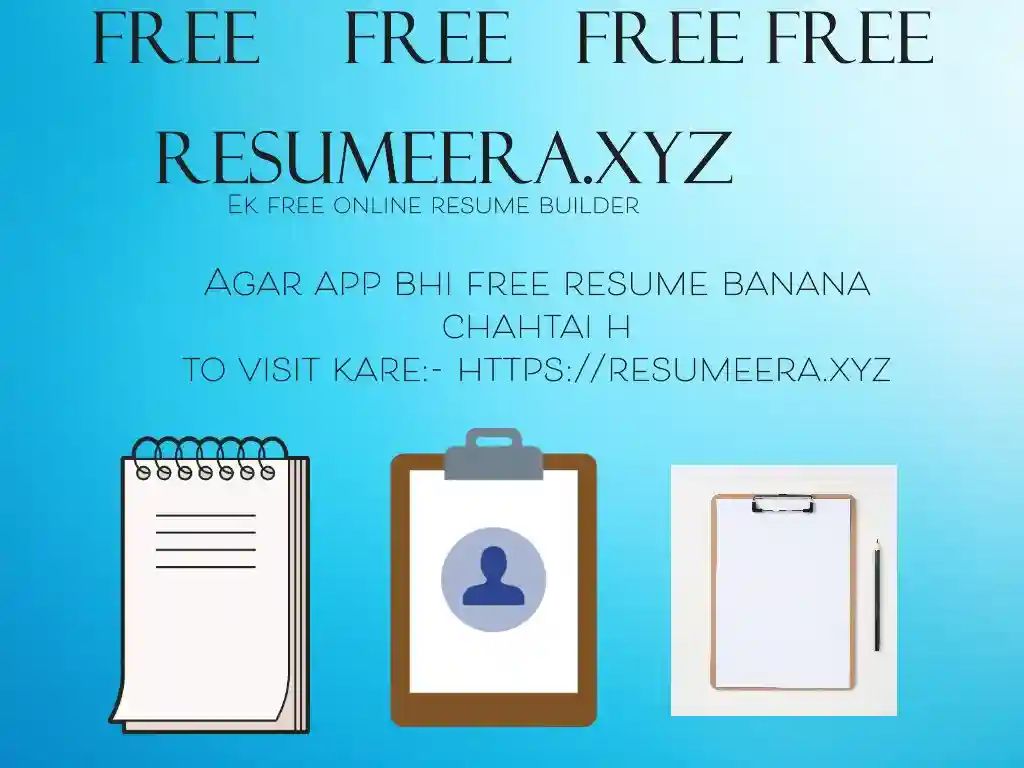 FREE FREE FREE FREE
RESUMEERA.XYZ
EK FREE ONLINE RESUME BUILDER
AGAR APP BHI FREE RESUME BANANA
CHAHTAI H
TO VISIT KARE:- HTTPS://RESUMEERA.XYZ